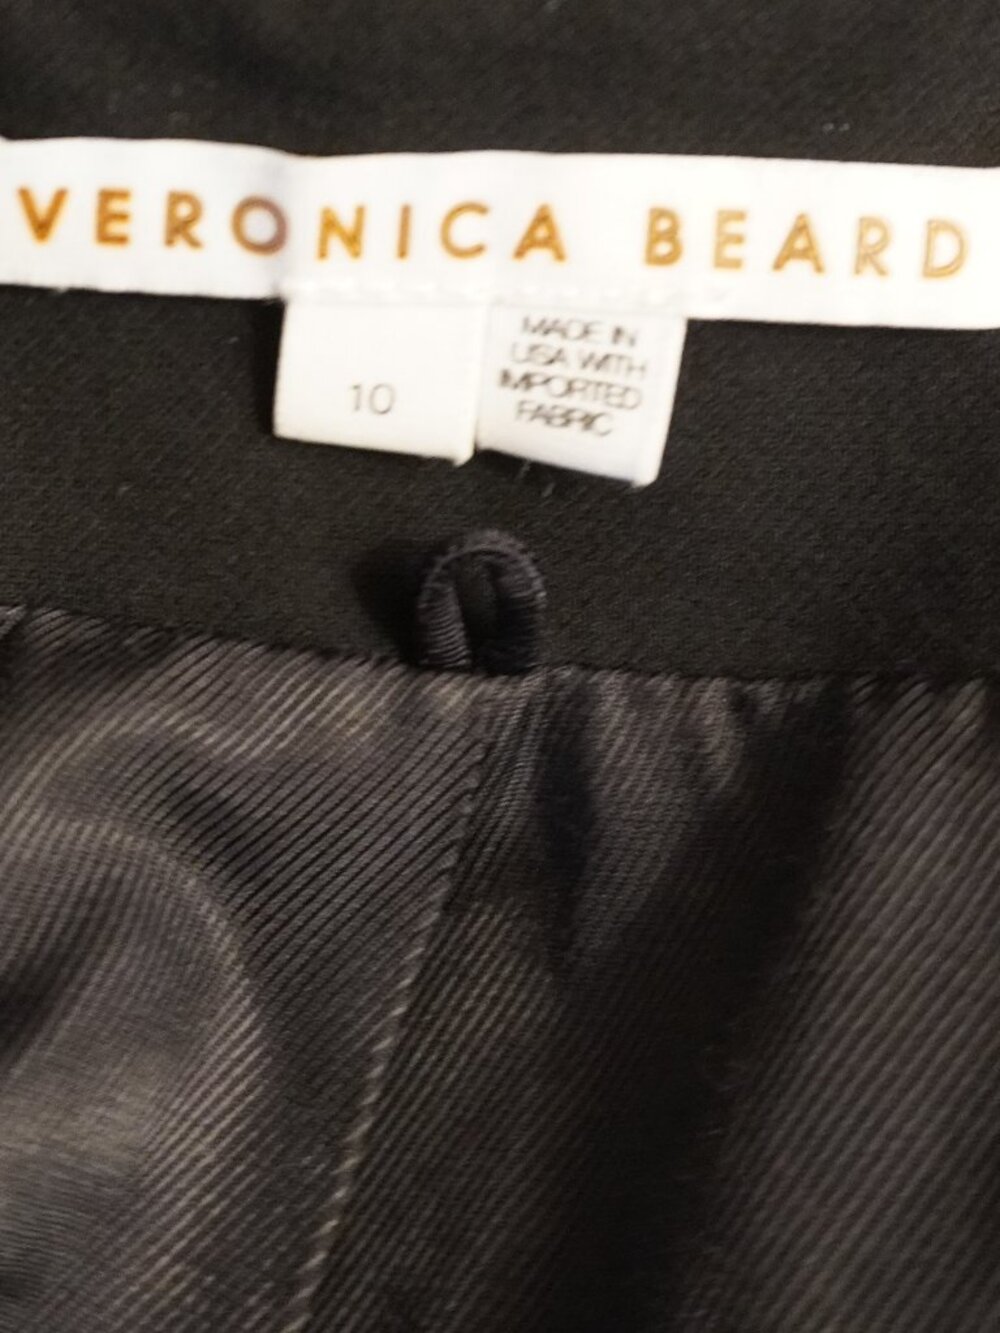 VERONICA BEARD
10
MADE IN
USA WITH
IMPORTED
FABRIC